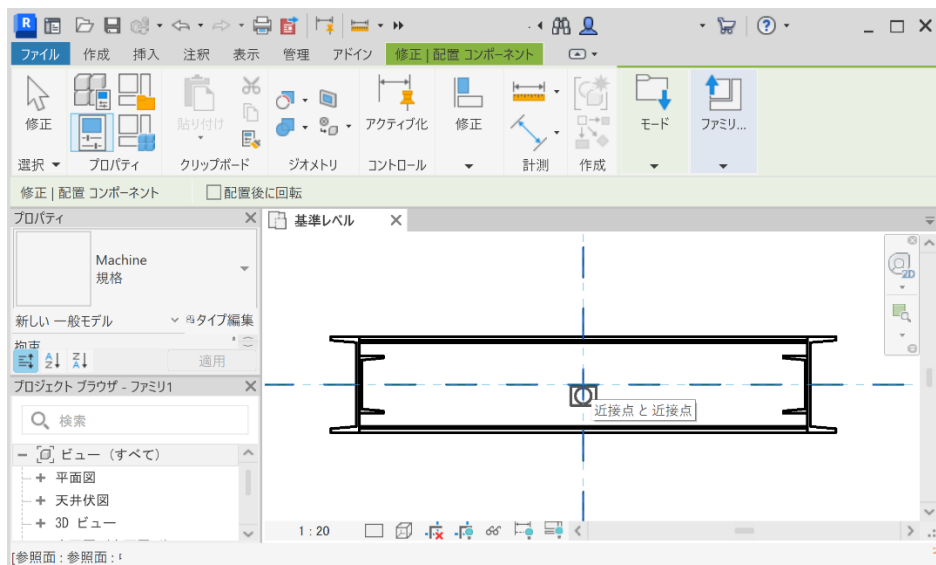 ファイル 作成 挿入 注釈 表示 管理 アドイン 修正 | 配置 コンポーネント
修正 貼り付け アクティブ化 修正 モード ファミリ...
選択 プロパティ クリップボード ジオメトリ コントロール 計測 作成
修正 | 配置 コンポーネント 配置後に回転
プロパティ
基準レベル
Machine
規格
2D
新しい 一般モデル タイプ編集
拘束
適用
プロジェクト ブラウザ - ファミリ1
近接点 と 近接点
検索
ビュー (すべて)
平面図
天井伏図
3D ビュー
1 : 20
[参照面 : 参照面 :